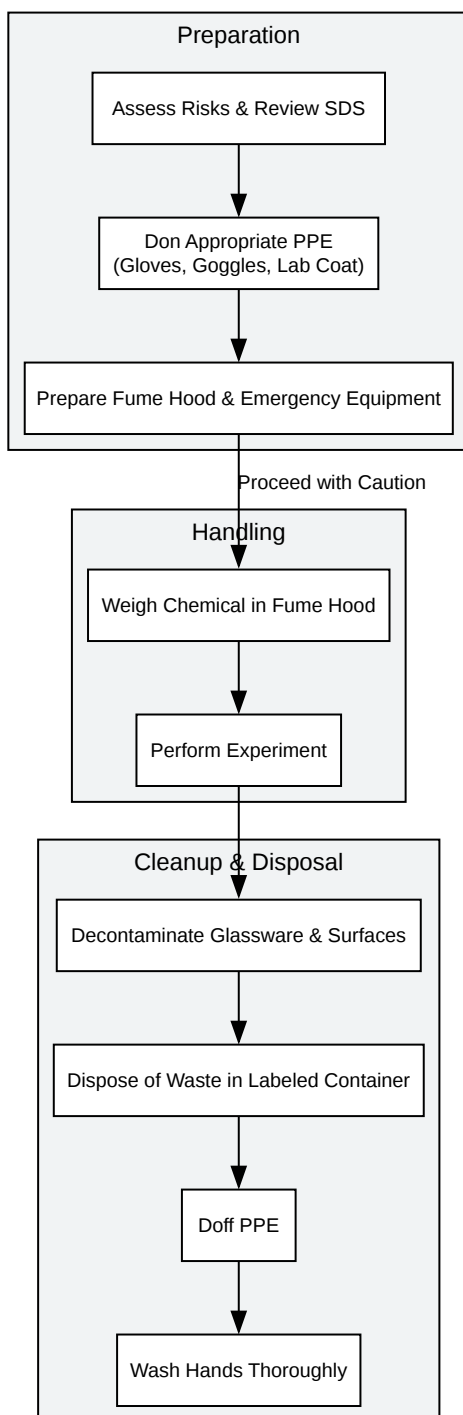 Preparation
Assess Risks & Review SDS
Don Appropriate PPE
(Gloves, Goggles, Lab Coat)
Prepare Fume Hood & Emergency Equipment
Proceed with Caution
Handling
Weigh Chemical in Fume Hood
Perform Experiment
Cleanup & Disposal
Decontaminate Glassware & Surfaces
Dispose of Waste in Labeled Container
Doff PPE
Wash Hands Thoroughly